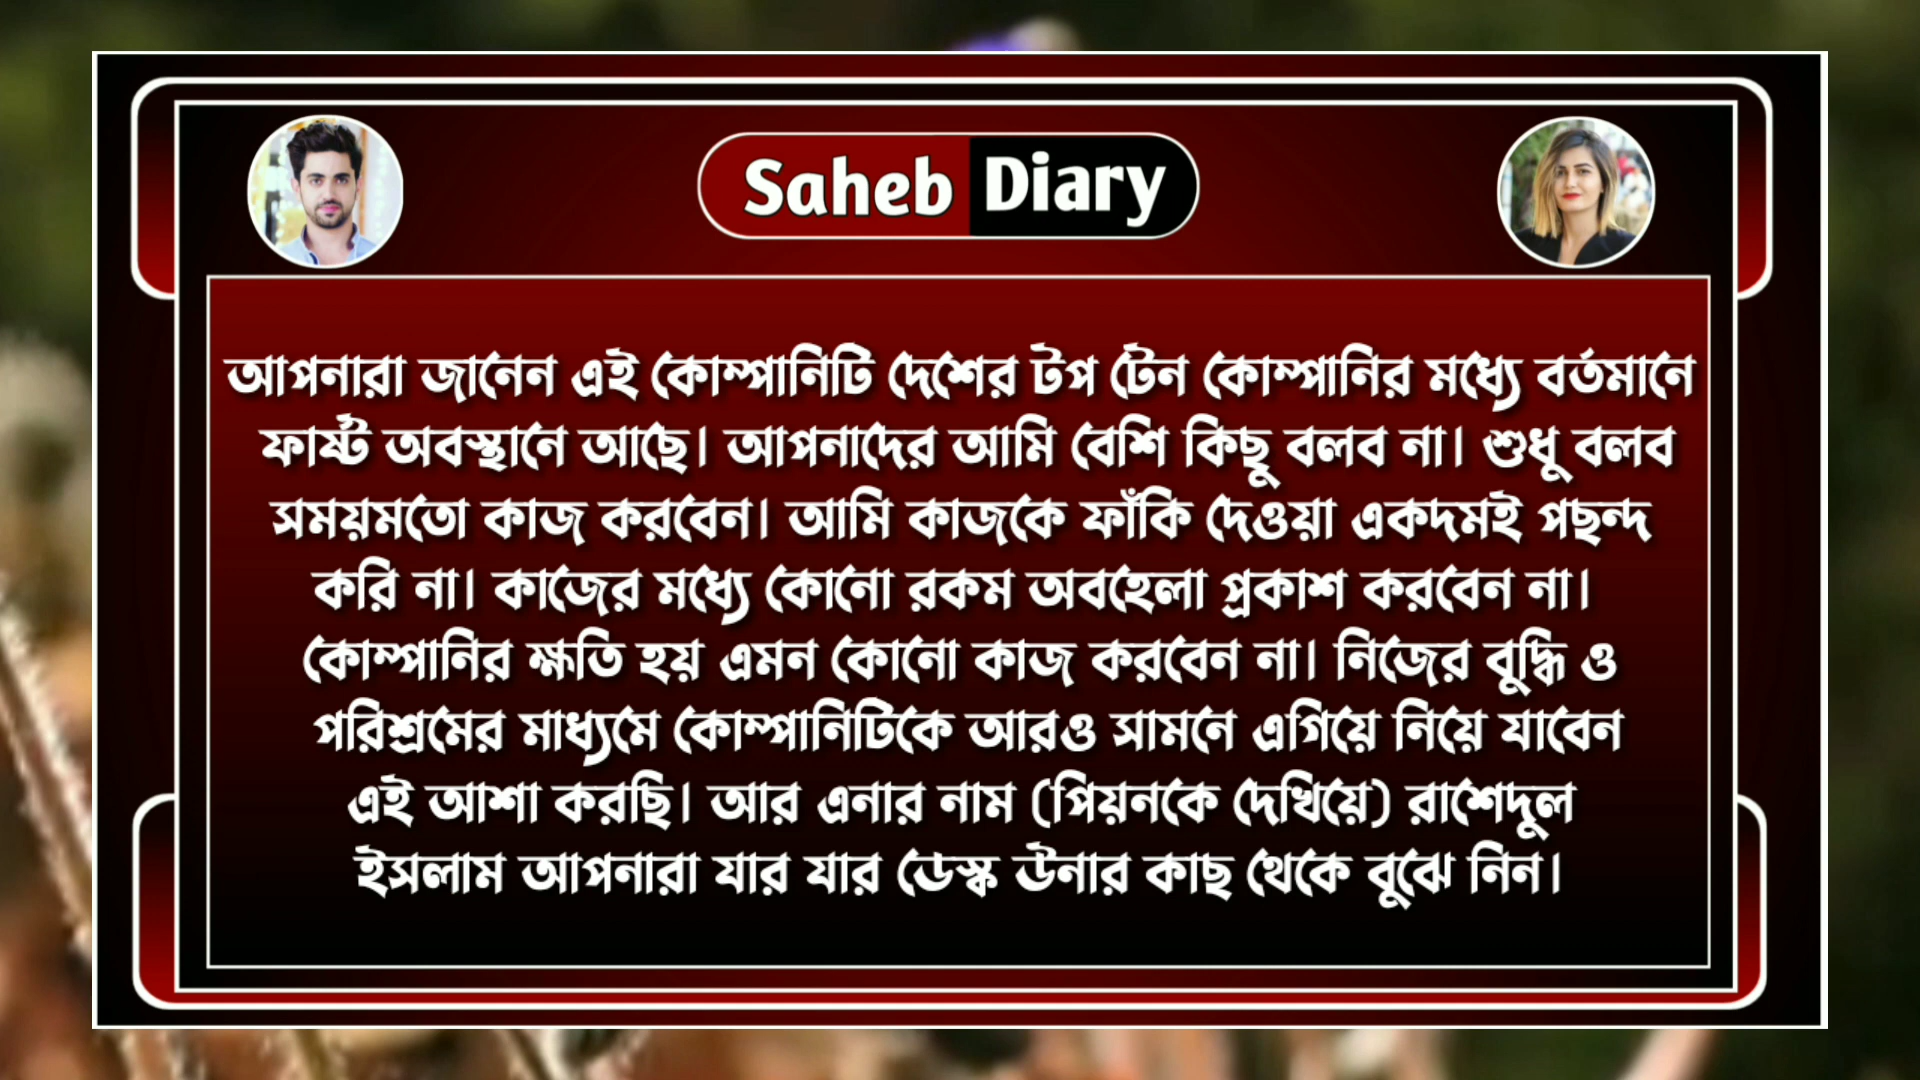 Saheb Diary
আপনারা জানেন এই কোম্পানিটি দেশের টপ টেন কোম্পানির মধ্যে বর্তমানে
ফার্ষ্ট অবস্থানে আছে। আপনাদের আমি বেশি কিছু বলব না। শুধু বলব
সময়মতো কাজ করবেন। আমি কাজকে ফাঁকি দেওয়া একদমই পছন্দ
করি না। কাজের মধ্যে কোনো রকম অবহেলা প্রকাশ করবেন না।
কোম্পানির ক্ষতি হয় এমন কোনো কাজ করবেন না। নিজের বুদ্ধি ও
পরিশ্রমের মাধ্যমে কোম্পানিটিকে আরও সামনে এগিয়ে নিয়ে যাবেন
এই আশা করছি। আর এনার নাম (পিয়নকে দেখিয়ে) রাশেদুল
ইসলাম আপনারা যার যার ডেস্ক উনার কাছ থেকে বুঝে নিন।